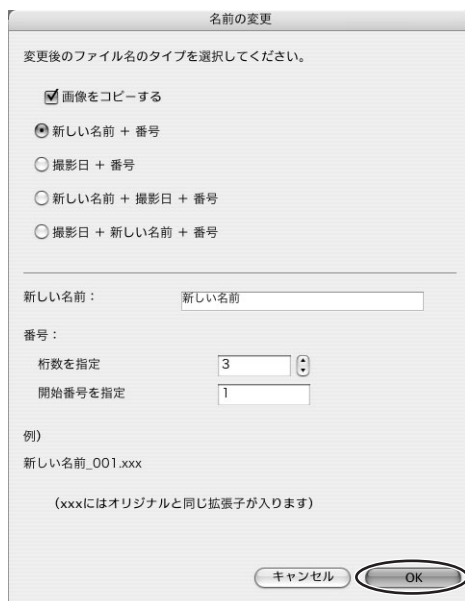 名前の変更
変更後のファイル名のタイプを選択してください。
画像をコピーする
新しい名前 + 番号
撮影日 + 番号
新しい名前 + 撮影日 + 番号
撮影日 + 新しい名前 + 番号
新しい名前： 新しい名前
番号：
桁数を指定 3
開始番号を指定 1
例）
新しい名前_001.xxx
（xxxにはオリジナルと同じ拡張子が入ります）
キャンセル OK